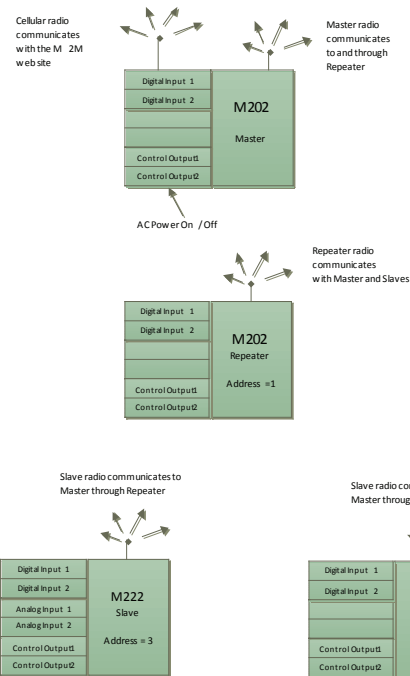 Cellular radio
communicates
with the M 2M
web site
Master radio
communicates
to and through
Repeater
Digital Input 1
Digital Input 2
Control Output1
Control Output2
M202
Master
AC Power On / Off
Repeater radio
communicates
with Master and Slaves
Digital Input 1
Digital Input 2
Control Output1
Control Output2
M202
Repeater
Address =1
Slave radio communicates to
Master through Repeater
Digital Input 1
Digital Input 2
Analog Input 1
Analog Input 2
Control Output1
Control Output2
M222
Slave
Address = 3
Slave radio
Master
Digital Input 1
Digital Input 2
Control Output1
Control Output2